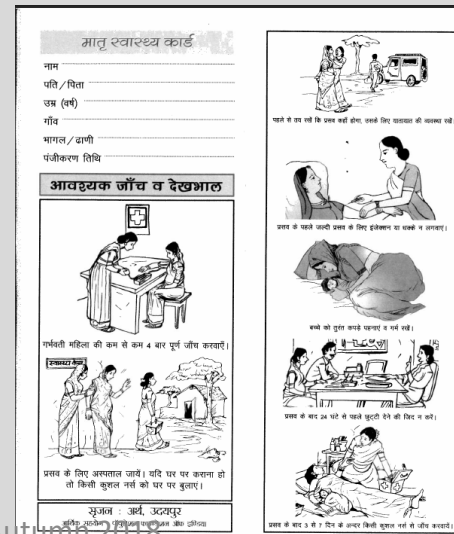 मातृ स्वास्थ्य कार्ड
नाम
पति/पिता
उम्र (वर्ष)
गाँव
भागल/ढाणी
पंजीकरण तिथि
आवश्यक जाँच व देखभाल
गर्भवती महिला की कम से कम 4 बार पूर्ण जाँच करवाएँ।
प्रसव के लिए अस्पताल जायें। यदि घर पर कराना हो
तो किसी कुशल नर्स को घर पर बुलाएं।
सृजन : अर्थ, उदयपुर
पहले से तय रखें कि प्रसव कहाँ होगा, उसके लिए यातायात की व्यवस्था रखें
प्रसव के पहले जल्दी प्रसव के लिए इंजेक्शन या धक्के न लगवाएं।
बच्चे को तुरंत कपड़े पहनाएं व गर्म रखें।
प्रसव के बाद 24 घंटे से पहले छुट्टी देने की जिद न करें।
प्रसव के बाद 3 से 7 दिन के अन्दर किसी कुशल नर्स से जाँच करवायें।